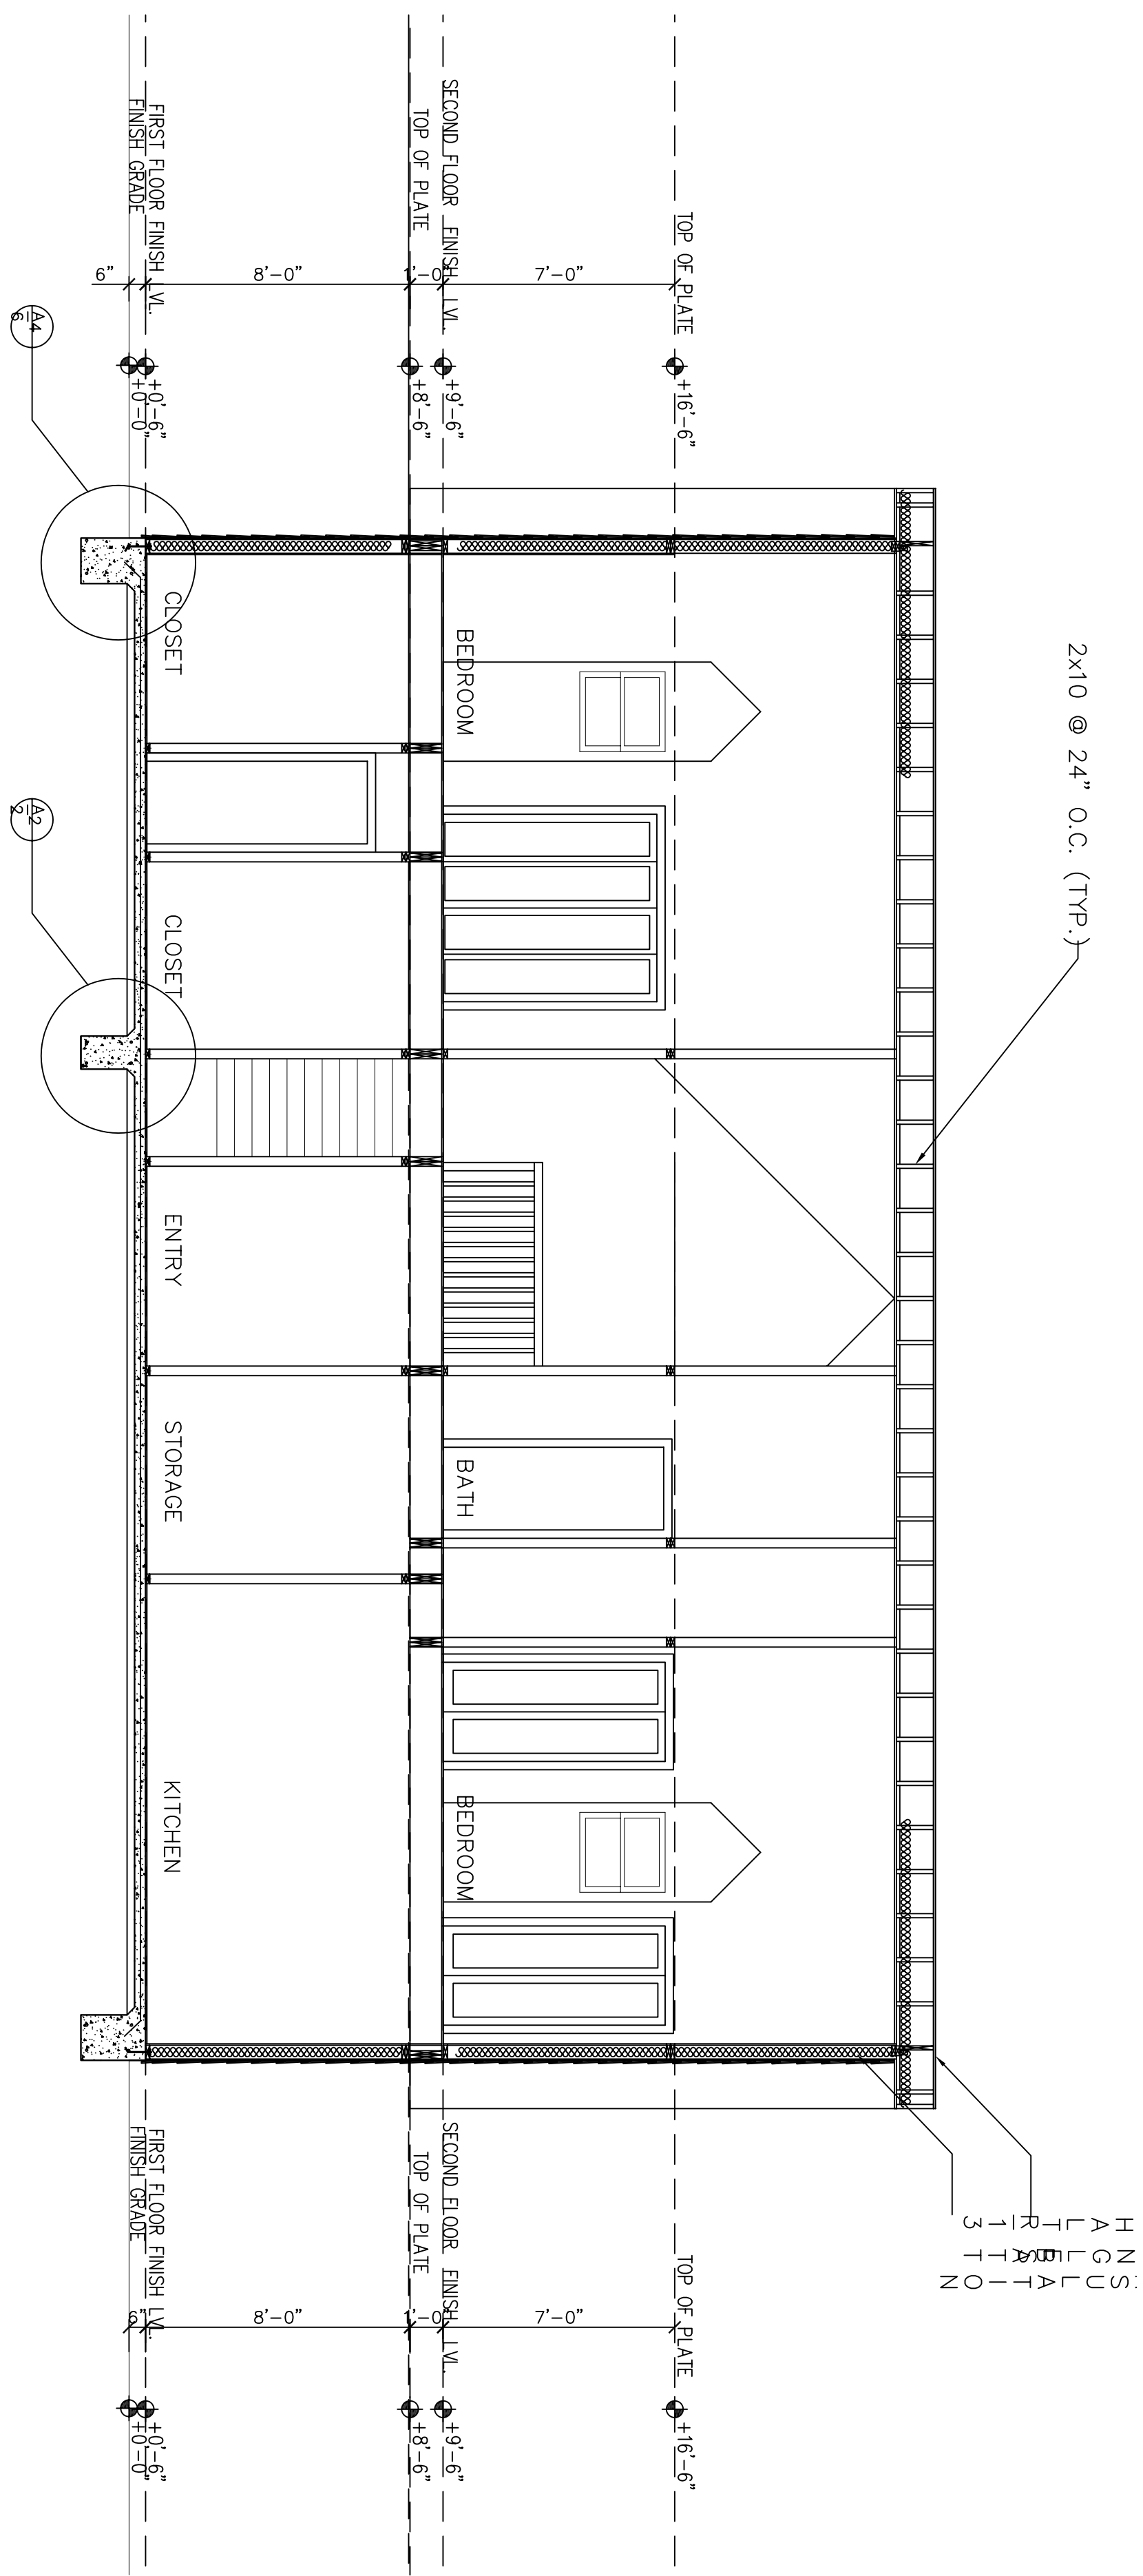 2x10 @ 24" O.C. (TYP.)
TOP OF PLATE
+16'-6"
7'-0"
SECOND FLOOR FINISH LVL.
+9'-6"
1'-0"
TOP OF PLATE
+8'-6"
8'-0"
FIRST FLOOR FINISH LVL.
+0'-6"
6"
FINISH GRADE
+0'-0"
BEDROOM
BATH
BEDROOM
CLOSET
CLOSET
ENTRY
STORAGE
KITCHEN
A4
6
A2
2
TOP OF PLATE
+16'-6"
7'-0"
SECOND FLOOR FINISH LVL.
+9'-6"
1'-0"
TOP OF PLATE
+8'-6"
8'-0"
FIRST FLOOR FINISH LVL.
+0'-6"
6"
FINISH GRADE
+0'-0"